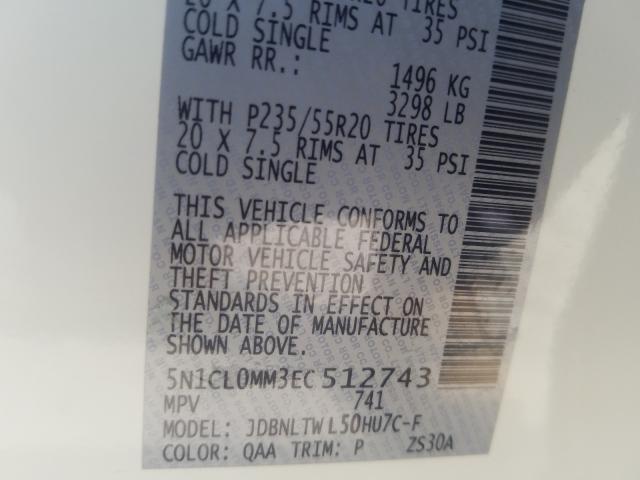 20 X 7.5 RIMS AT 35 PSI
COLD SINGLE
GAWR RR.: 1496 KG
3298 LB
WITH P235/55R20 TIRES
20 X 7.5 RIMS AT 35 PSI
COLD SINGLE
THIS VEHICLE CONFORMS TO
ALL APPLICABLE FEDERAL
MOTOR VEHICLE SAFETY AND
THEFT PREVENTION
STANDARDS IN EFFECT ON
THE DATE OF MANUFACTURE
SHOWN ABOVE.
5N1CL0MM3EC512743
MPV 741
MODEL: JDBNLTWL50HU7C-F
COLOR: QAA TRIM: P ZS30A